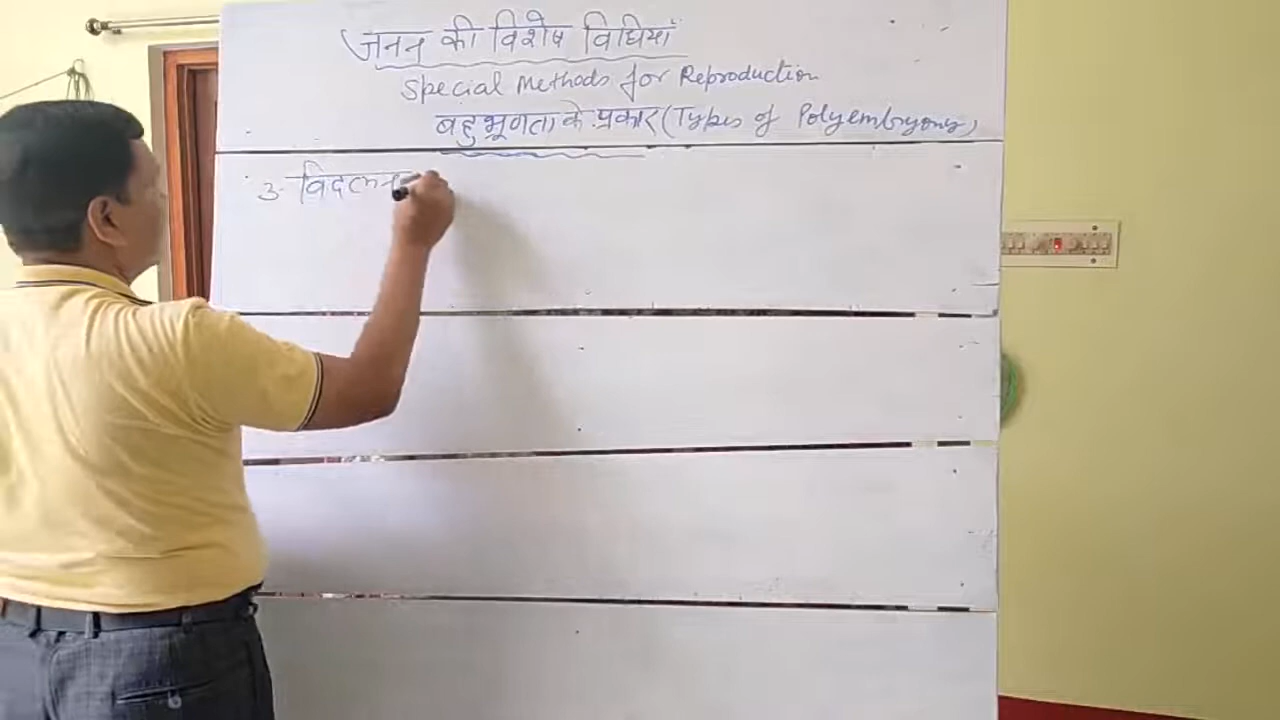 जनन की विशेष विधियाँ
Special Methods for Reproduction
बहुभ्रूणता के प्रकार (Types of Polyembryony)
3- विदलन